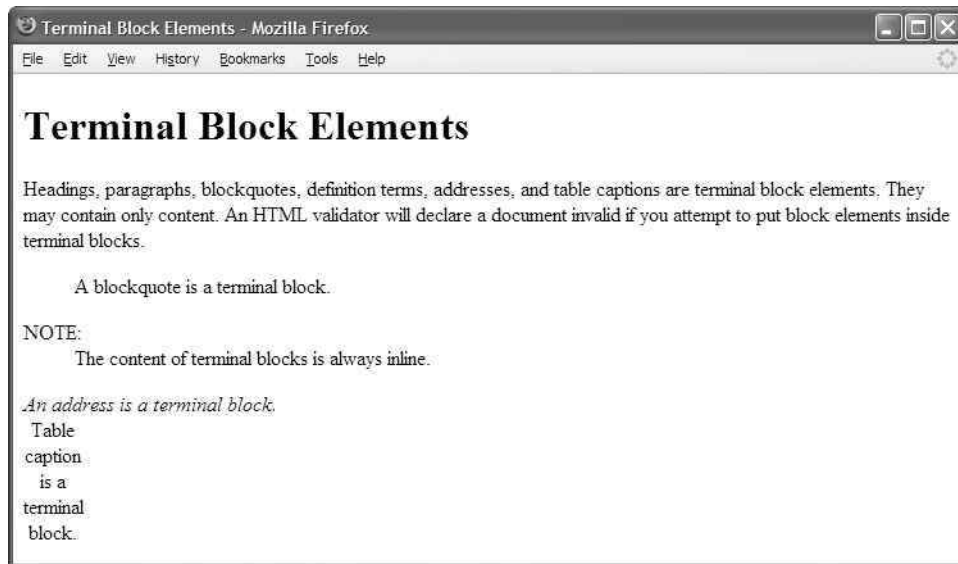 Terminal Block Elements - Mozilla Firefox
File Edit View History Bookmarks Tools Help
Terminal Block Elements
Headings, paragraphs, blockquotes, definition terms, addresses, and table captions are terminal block elements. They
may contain only content. An HTML validator will declare a document invalid if you attempt to put block elements inside
terminal blocks.
A blockquote is a terminal block.
NOTE:
The content of terminal blocks is always inline.
An address is a terminal block.
Table
caption
is a
terminal
block.